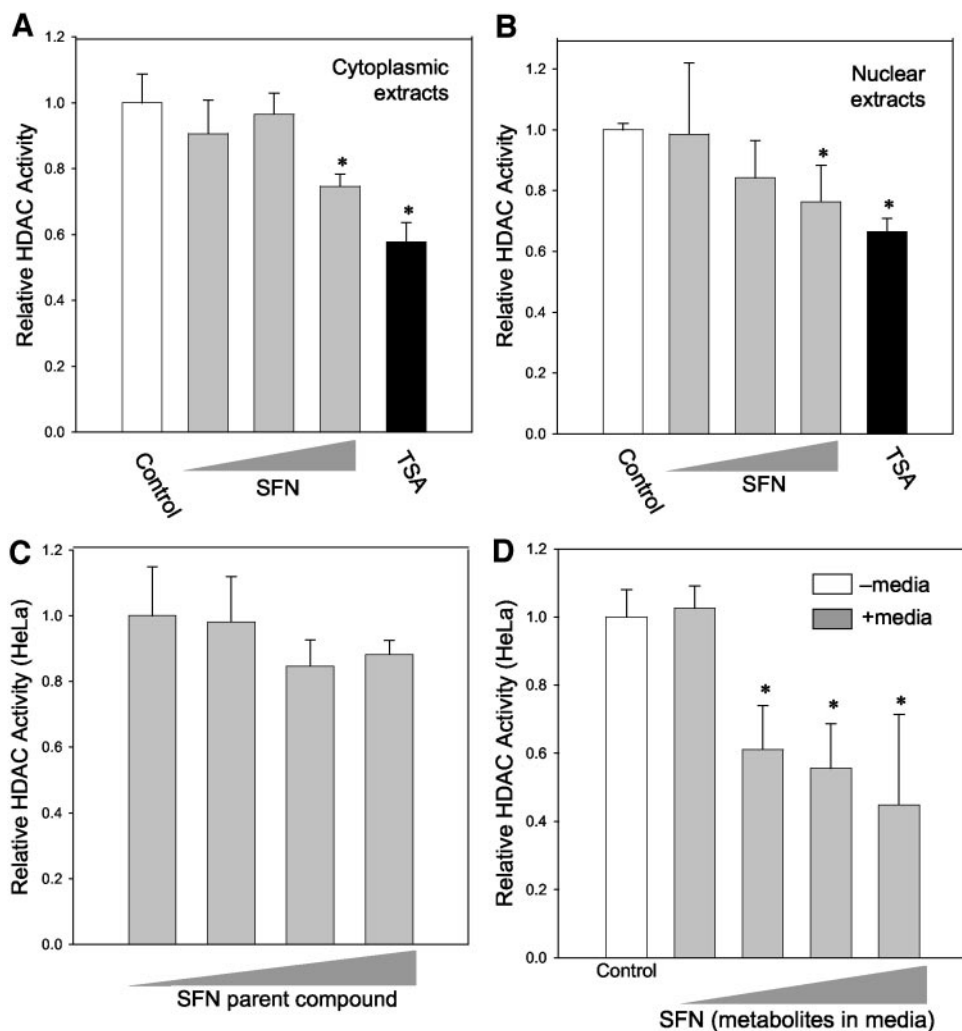 A
Relative HDAC Activity
1.2
1.0
0.8
0.6
0.4
0.2
0.0
Cytoplasmic
extracts
*
*
Control
SFN
TSA
B
Relative HDAC Activity
1.2
1.0
0.8
0.6
0.4
0.2
0.0
Nuclear
extracts
*
*
Control
SFN
TSA
C
Relative HDAC Activity (HeLa)
1.2
1.0
0.8
0.6
0.4
0.2
0.0
SFN parent compound
D
Relative HDAC Activity (HeLa)
1.2
1.0
0.8
0.6
0.4
0.2
0.0
–media
+media
*
*
*
Control
SFN (metabolites in media)